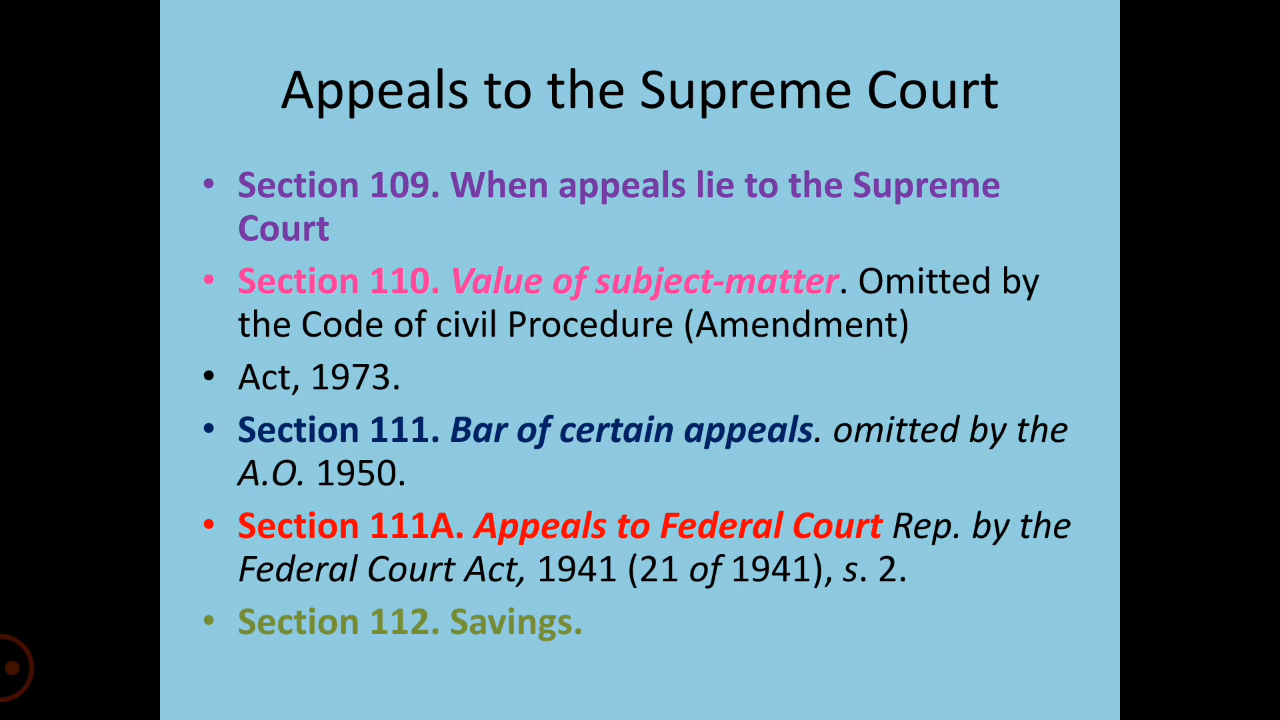 Appeals to the Supreme Court
• Section 109. When appeals lie to the Supreme
Court
• Section 110. Value of subject-matter. Omitted by
the Code of civil Procedure (Amendment)
• Act, 1973.
• Section 111. Bar of certain appeals. omitted by the
A.O. 1950.
• Section 111A. Appeals to Federal Court Rep. by the
Federal Court Act, 1941 (21 of 1941), s. 2.
• Section 112. Savings.